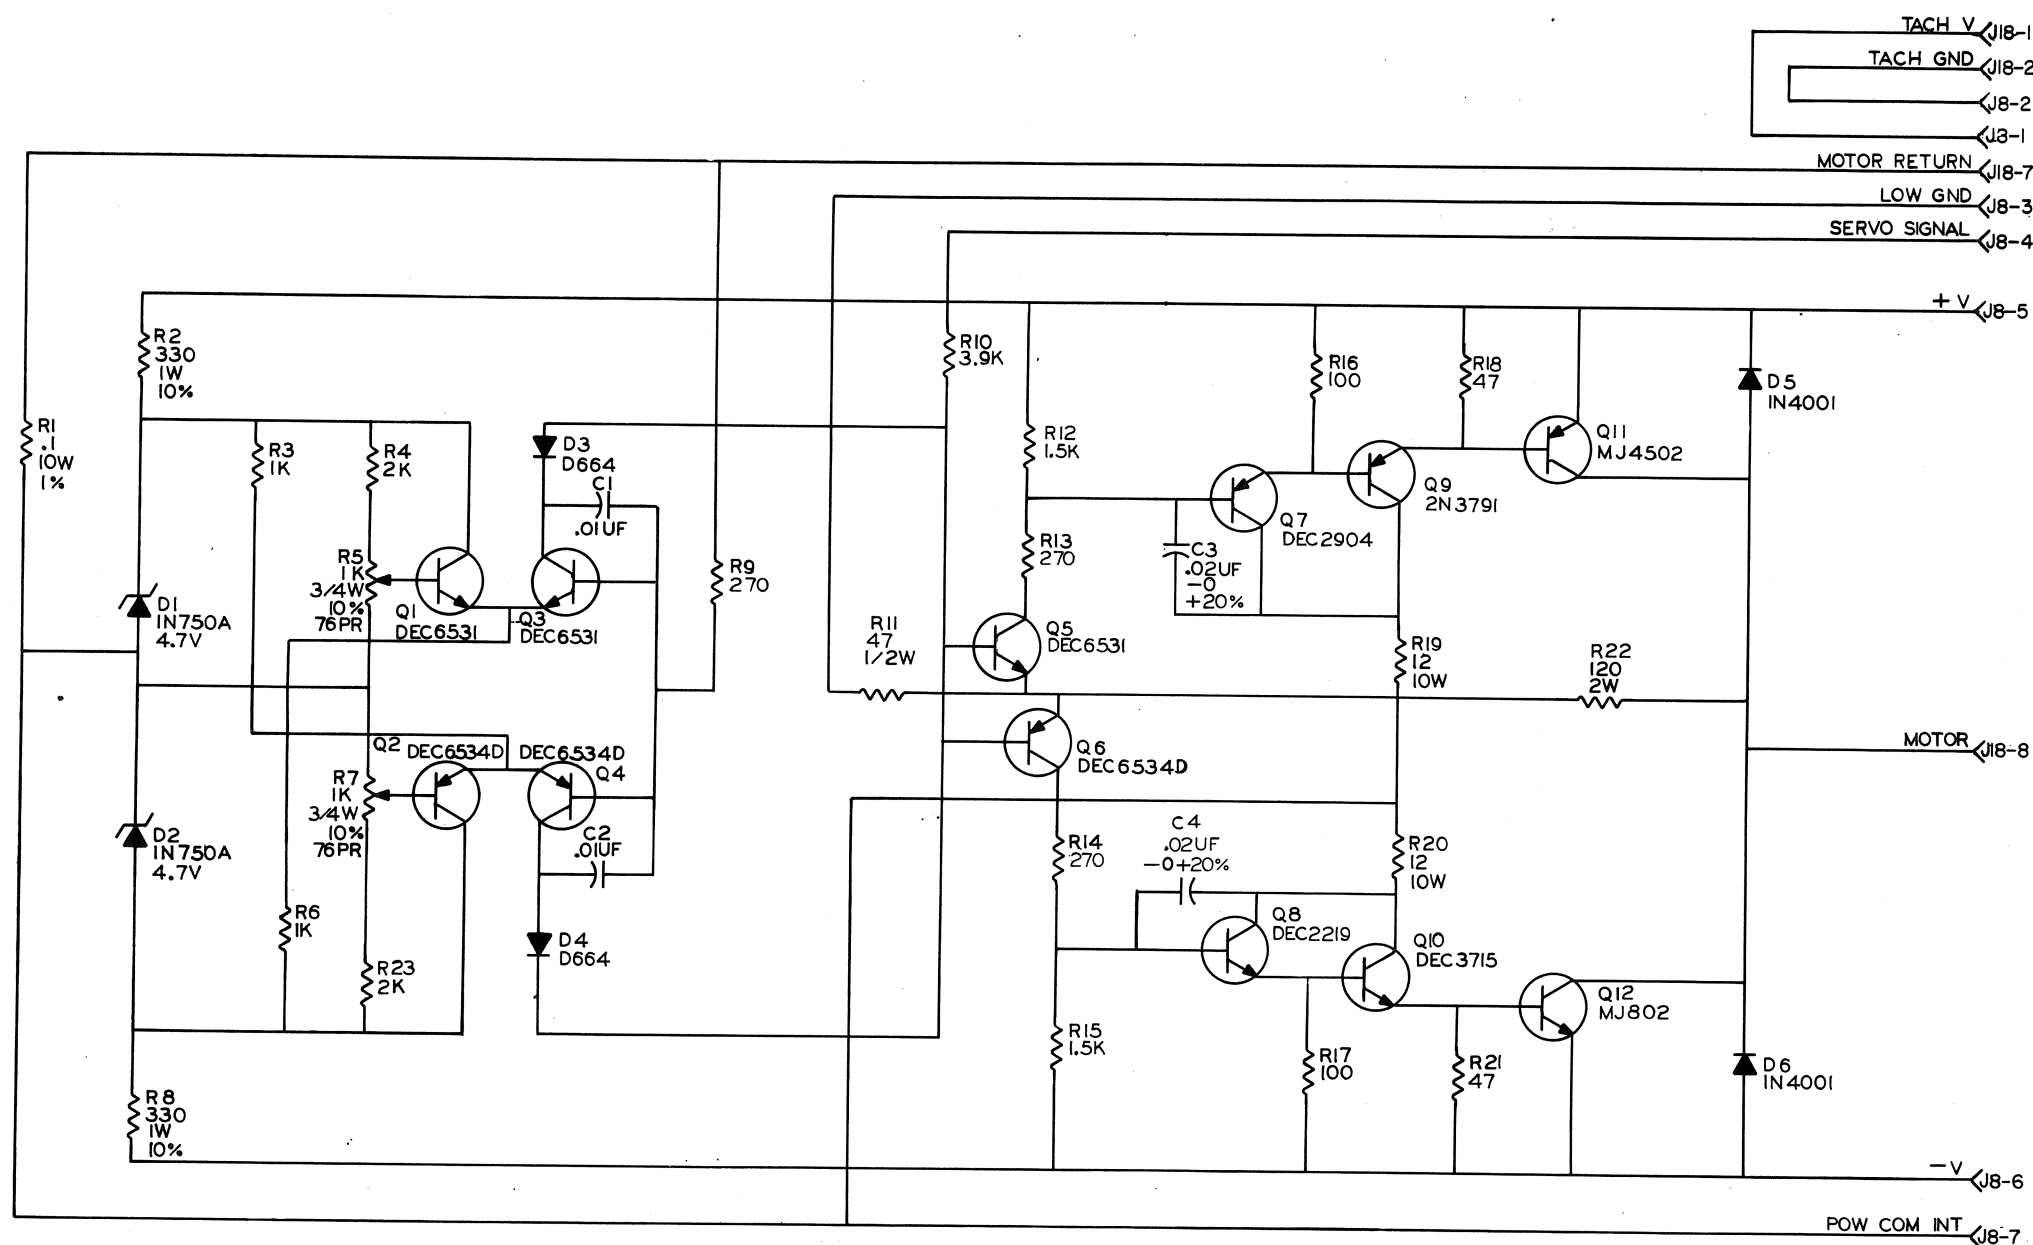 TACH V J18-1
TACH GND J18-2
J8-2
J3-1
MOTOR RETURN J18-7
LOW GND J8-3
SERVO SIGNAL J8-4
+V J8-5
R2
330
1W
10%
R10
3.9K
R16
100
R18
47
D5
IN4001
R1
.1
10W
1%
R3
1K
R4
2K
D3
D664
C1
.01UF
R12
1.5K
Q11
MJ4502
Q9
2N3791
Q7
DEC2904
R13
270
C3
.02UF
-0
+20%
R5
1K
3/4W
10%
76PR
R9
270
D1
IN750A
4.7V
Q1
DEC6531
Q3
DEC6531
R11
47
1/2W
Q5
DEC6531
R19
12
10W
R22
120
2W
Q2 DEC6534D
DEC6534D
Q4
Q6
DEC6534D
MOTOR J18-8
R7
1K
3/4W
10%
76PR
D2
IN750A
4.7V
C2
.01UF
R14
270
C4
.02UF
-0+20%
R20
12
10W
R6
1K
D4
D664
Q8
DEC2219
Q10
DEC3715
R23
2K
Q12
MJ802
R15
1.5K
R17
100
R21
47
D6
IN4001
R8
330
1W
10%
-V J8-6
POW COM INT J8-7